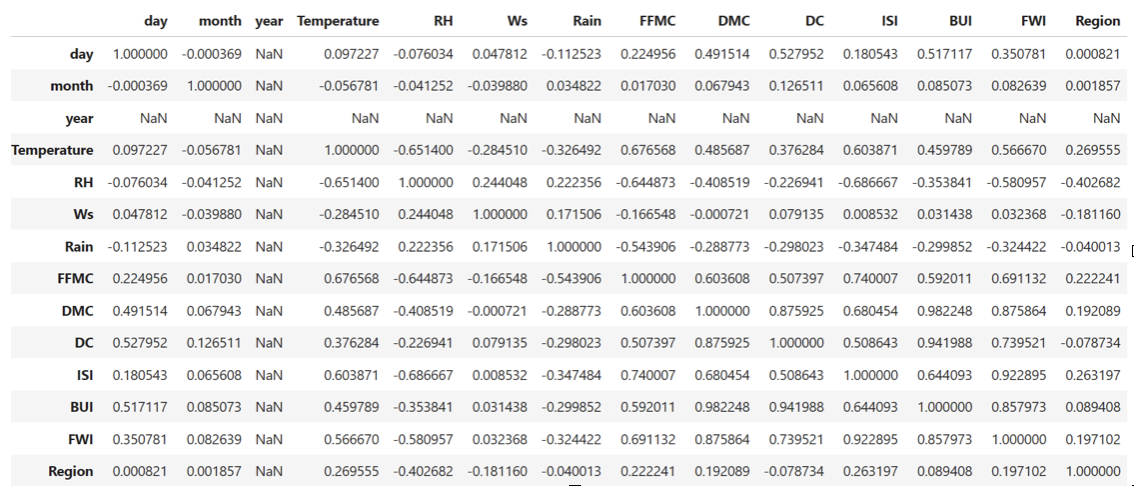 day month year Temperature RH Ws Rain FFMC DMC DC ISI BUI FWI Region
day 1.000000 -0.000369 NaN 0.097227 -0.076034 0.047812 -0.112523 0.224956 0.491514 0.527952 0.180543 0.517117 0.350781 0.000821
month -0.000369 1.000000 NaN -0.056781 -0.041252 -0.039880 0.034822 0.017030 0.067943 0.126511 0.065608 0.085073 0.082639 0.001857
year NaN NaN NaN NaN NaN NaN NaN NaN NaN NaN NaN NaN NaN NaN
Temperature 0.097227 -0.056781 NaN 1.000000 -0.651400 -0.284510 -0.326492 0.676568 0.485687 0.376284 0.603871 0.459789 0.566670 0.269555
RH -0.076034 -0.041252 NaN -0.651400 1.000000 0.244048 0.222356 -0.644873 -0.408519 -0.226941 -0.686667 -0.353841 -0.580957 -0.402682
Ws 0.047812 -0.039880 NaN -0.284510 0.244048 1.000000 0.171506 -0.166548 -0.000721 0.079135 0.008532 0.031438 0.032368 -0.181160
Rain -0.112523 0.034822 NaN -0.326492 0.222356 0.171506 1.000000 -0.543906 -0.288773 -0.298023 -0.347484 -0.299852 -0.324422 -0.040013
FFMC 0.224956 0.017030 NaN 0.676568 -0.644873 -0.166548 -0.543906 1.000000 0.603608 0.507397 0.740007 0.592011 0.691132 0.222241
DMC 0.491514 0.067943 NaN 0.485687 -0.408519 -0.000721 -0.288773 0.603608 1.000000 0.875925 0.680454 0.982248 0.875864 0.192089
DC 0.527952 0.126511 NaN 0.376284 -0.226941 0.079135 -0.298023 0.507397 0.875925 1.000000 0.508643 0.941988 0.739521 -0.078734
ISI 0.180543 0.065608 NaN 0.603871 -0.686667 0.008532 -0.347484 0.740007 0.680454 0.508643 1.000000 0.644093 0.922895 0.263197
BUI 0.517117 0.085073 NaN 0.459789 -0.353841 0.031438 -0.299852 0.592011 0.982248 0.941988 0.644093 1.000000 0.857973 0.089408
FWI 0.350781 0.082639 NaN 0.566670 -0.580957 0.032368 -0.324422 0.691132 0.875864 0.739521 0.922895 0.857973 1.000000 0.197102
Region 0.000821 0.001857 NaN 0.269555 -0.402682 -0.181160 -0.040013 0.222241 0.192089 -0.078734 0.263197 0.089408 0.197102 1.000000